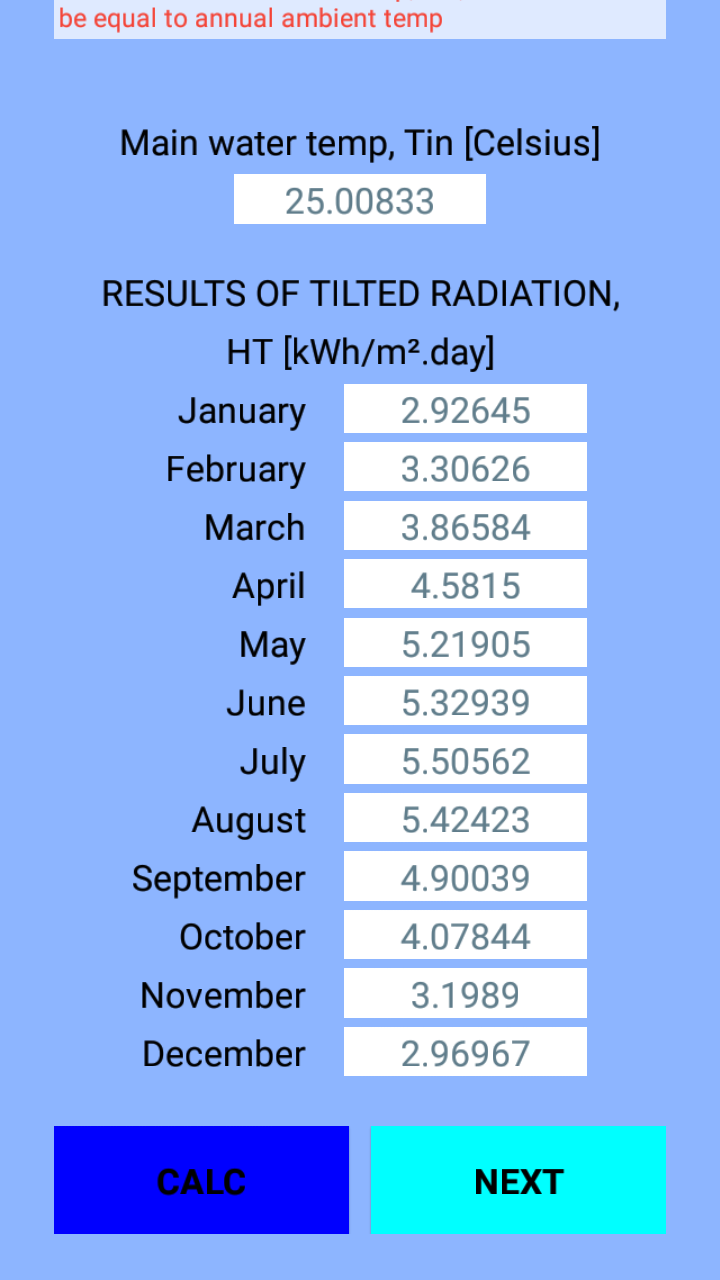 be equal to annual ambient temp
Main water temp, Tin [Celsius]
25.00833
RESULTS OF TILTED RADIATION,
HT [kWh/m².day]
January 2.92645
February 3.30626
March 3.86584
April 4.5815
May 5.21905
June 5.32939
July 5.50562
August 5.42423
September 4.90039
October 4.07844
November 3.1989
December 2.96967
CALC NEXT